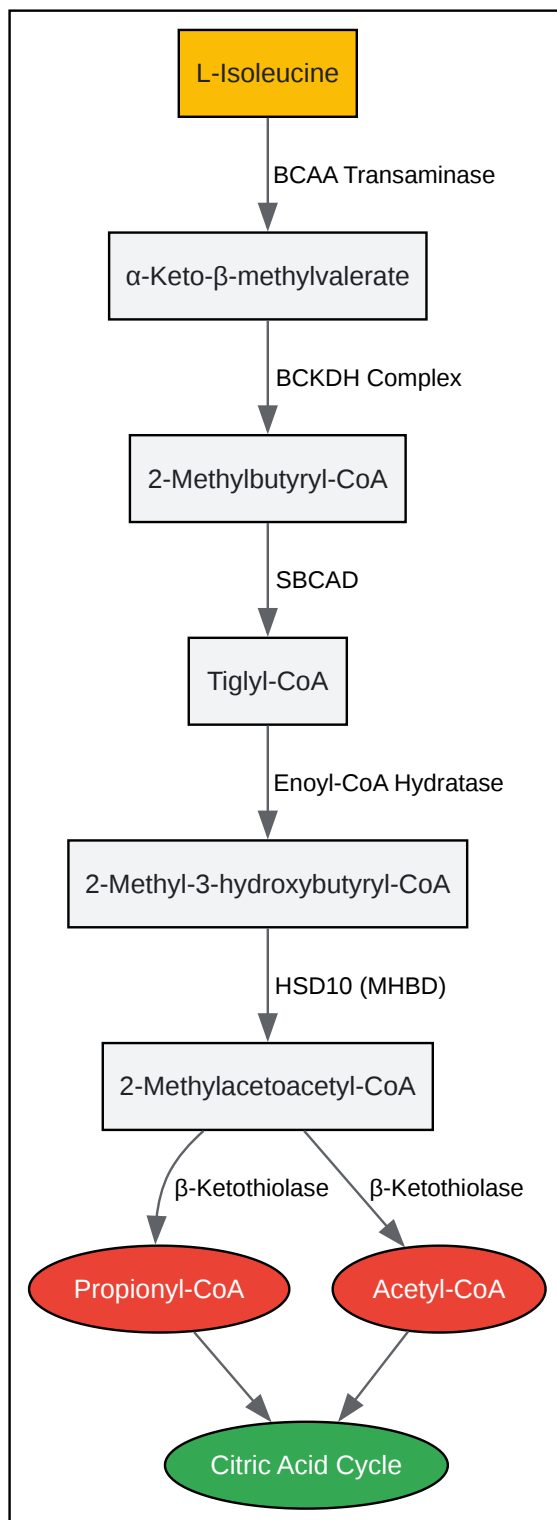 L-Isoleucine
BCAA Transaminase
α-Keto-β-methylvalerate
BCKDH Complex
2-Methylbutyryl-CoA
SBCAD
Tiglyl-CoA
Enoyl-CoA Hydratase
2-Methyl-3-hydroxybutyryl-CoA
HSD10 (MHBD)
2-Methylacetoacetyl-CoA
β-Ketothiolase
β-Ketothiolase
Propionyl-CoA
Acetyl-CoA
Citric Acid Cycle